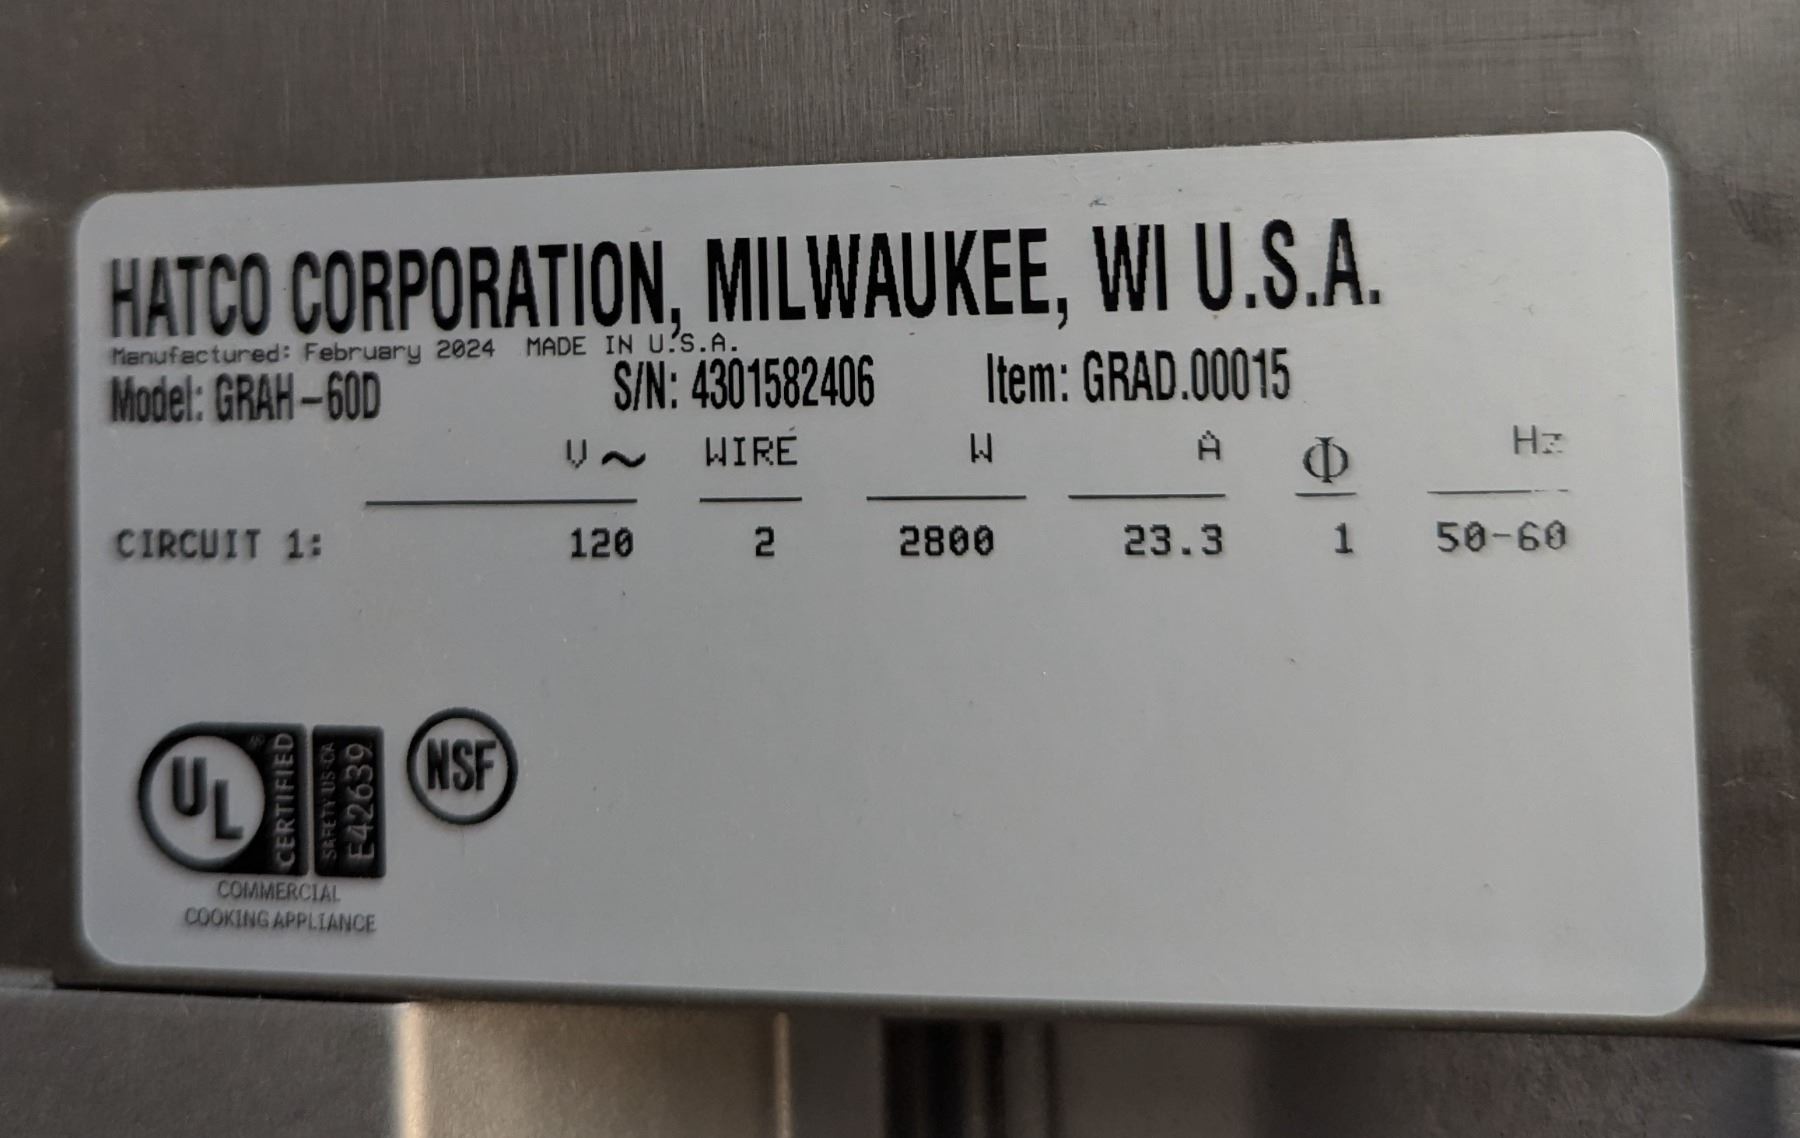 HATCO CORPORATION, MILWAUKEE, WI U.S.A.
Manufactured: February 2024 MADE IN U.S.A.
Model: GRAH-60D S/N: 4301582406 Item: GRAD.00015
V~ WIRE W A Φ Hz
CIRCUIT 1: 120 2 2800 23.3 1 50-60
UL ® CERTIFIED
SAFETY US-CA
E42639
NSF
COMMERCIAL
COOKING APPLIANCE